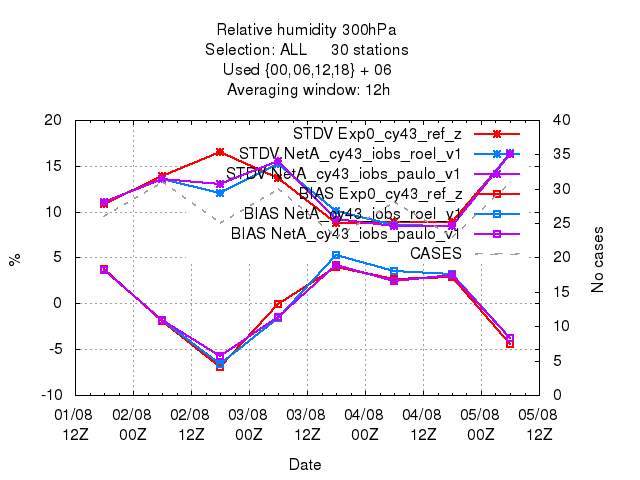 Relative humidity 300hPa
Selection: ALL 30 stations
Used {00,06,12,18} + 06
Averaging window: 12h
STDV Exp0_cy43_ref_z
STDV NetA_cy43_iobs_roel_v1
STDV NetA_cy43_iobs_paulo_v1
BIAS Exp0_cy43_ref_z
BIAS NetA_cy43_iobs_roel_v1
BIAS NetA_cy43_iobs_paulo_v1
CASES
20
15
10
5
0
-5
-10
%
40
35
30
25
20
15
10
5
0
No cases
01/08 02/08 02/08 03/08 03/08 04/08 04/08 05/08 05/08
12Z 00Z 12Z 00Z 12Z 00Z 12Z 00Z 12Z
Date